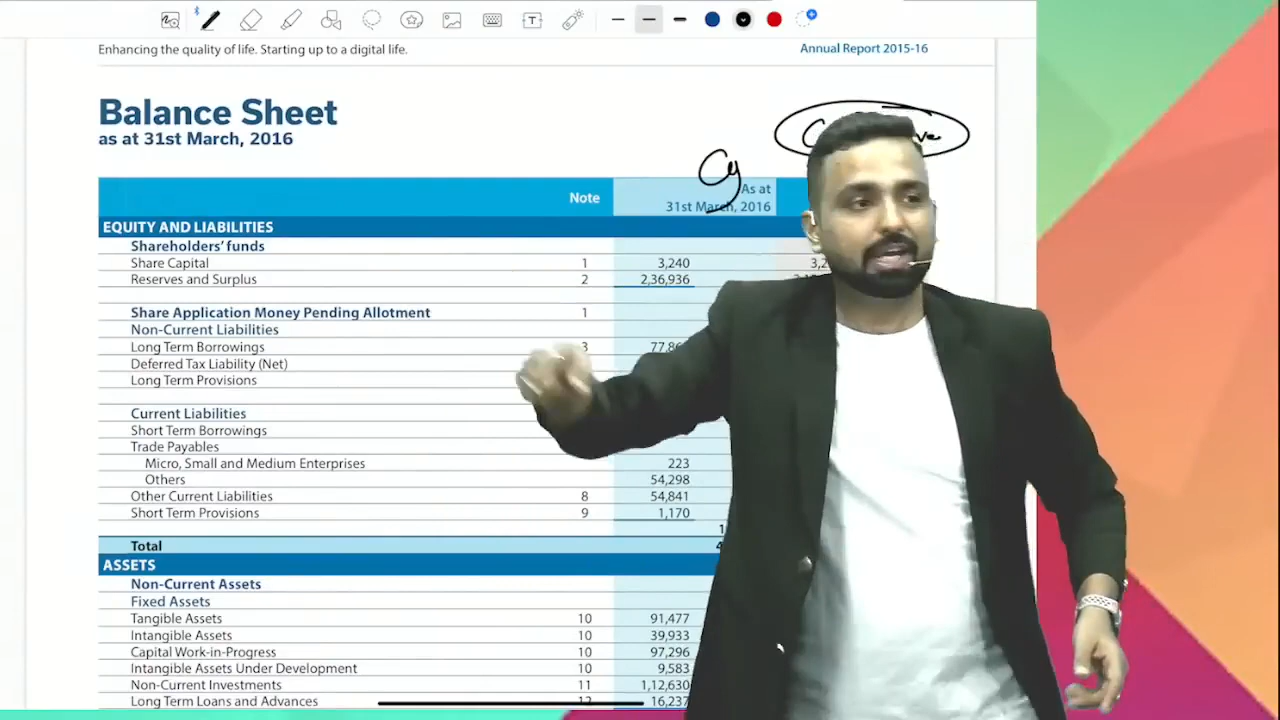 Enhancing the quality of life. Starting up to a digital life. Annual Report 2015-16
Balance Sheet
as at 31st March, 2016
Cy
Note As at
31st March, 2016
EQUITY AND LIABILITIES
Shareholders' funds
Share Capital 1 3,240
Reserves and Surplus 2 2,36,936
Share Application Money Pending Allotment 1
Non-Current Liabilities
Long Term Borrowings 3
Deferred Tax Liability (Net)
Long Term Provisions
Current Liabilities
Short Term Borrowings
Trade Payables
Micro, Small and Medium Enterprises 223
Others 54,298
Other Current Liabilities 8 54,841
Short Term Provisions 9 1,170
Total
ASSETS
Non-Current Assets
Fixed Assets
Tangible Assets 10 91,477
Intangible Assets 10 39,933
Capital Work-in-Progress 10 97,296
Intangible Assets Under Development 10 9,583
Non-Current Investments 11 1,12,630
Long Term Loans and Advances 12 16,237